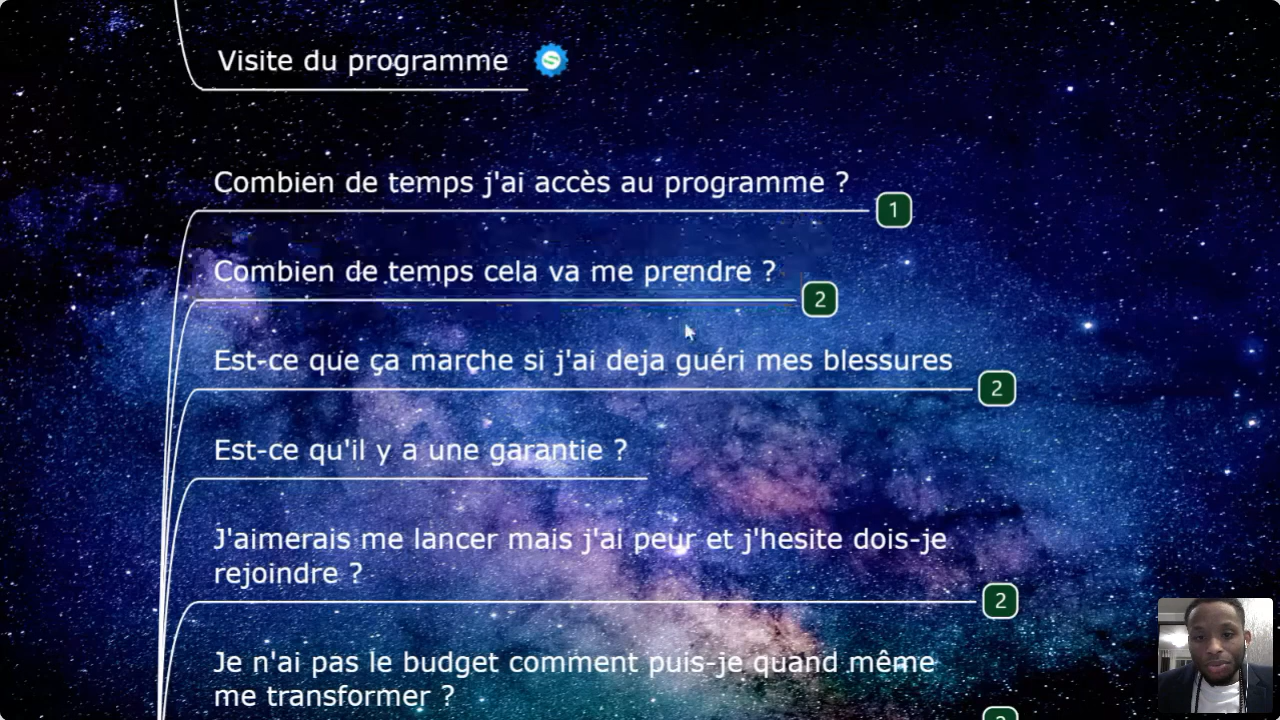 Visite du programme
Combien de temps j'ai accès au programme ?
1
Combien de temps cela va me prendre ?
2
Est-ce que ça marche si j'ai deja guéri mes blessures
2
Est-ce qu'il y a une garantie ?
J'aimerais me lancer mais j'ai peur et j'hesite dois-je
rejoindre ?
2
Je n'ai pas le budget comment puis-je quand même
me transformer ?